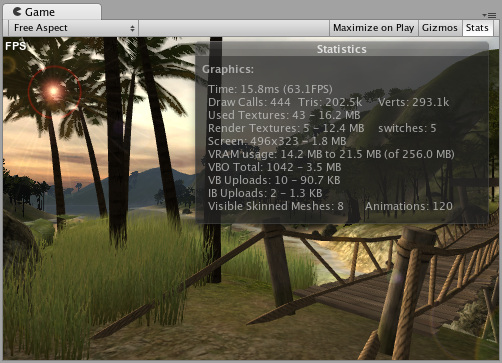 Game
Free Aspect
Maximize on Play Gizmos Stats
FPS
Statistics
Graphics:
Time: 15.8ms (63.1FPS)
Draw Calls: 444 Tris: 202.5k Verts: 293.1k
Used Textures: 43 – 16.2 MB
Render Textures: 5 – 12.4 MB switches: 5
Screen: 496x323 – 1.8 MB
VRAM usage: 14.2 MB to 21.5 MB (of 256.0 MB)
VBO Total: 1042 – 3.5 MB
VB Uploads: 10 – 90.7 KB
IB Uploads: 2 – 1.3 KB
Visible Skinned Meshes: 8 Animations: 120